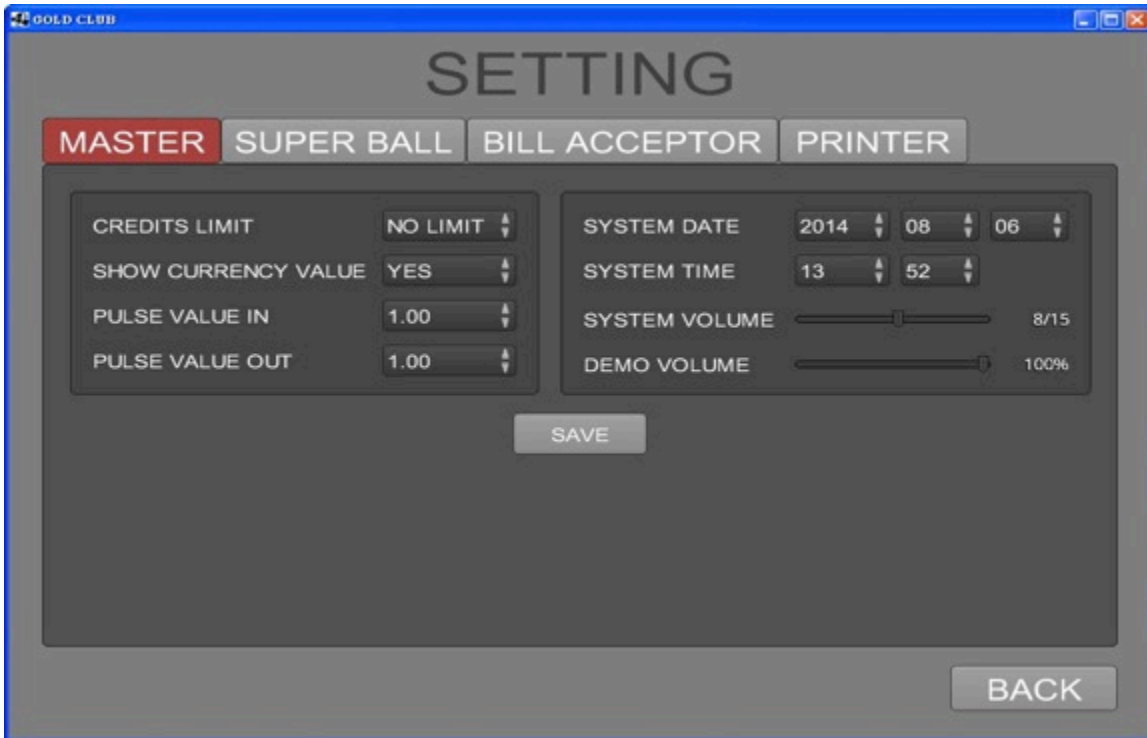 GOLD CLUB
SETTING
MASTER SUPER BALL BILL ACCEPTOR PRINTER
CREDITS LIMIT NO LIMIT
SHOW CURRENCY VALUE YES
PULSE VALUE IN 1.00
PULSE VALUE OUT 1.00
SYSTEM DATE 2014 08 06
SYSTEM TIME 13 52
SYSTEM VOLUME 8/15
DEMO VOLUME 100%
SAVE
BACK